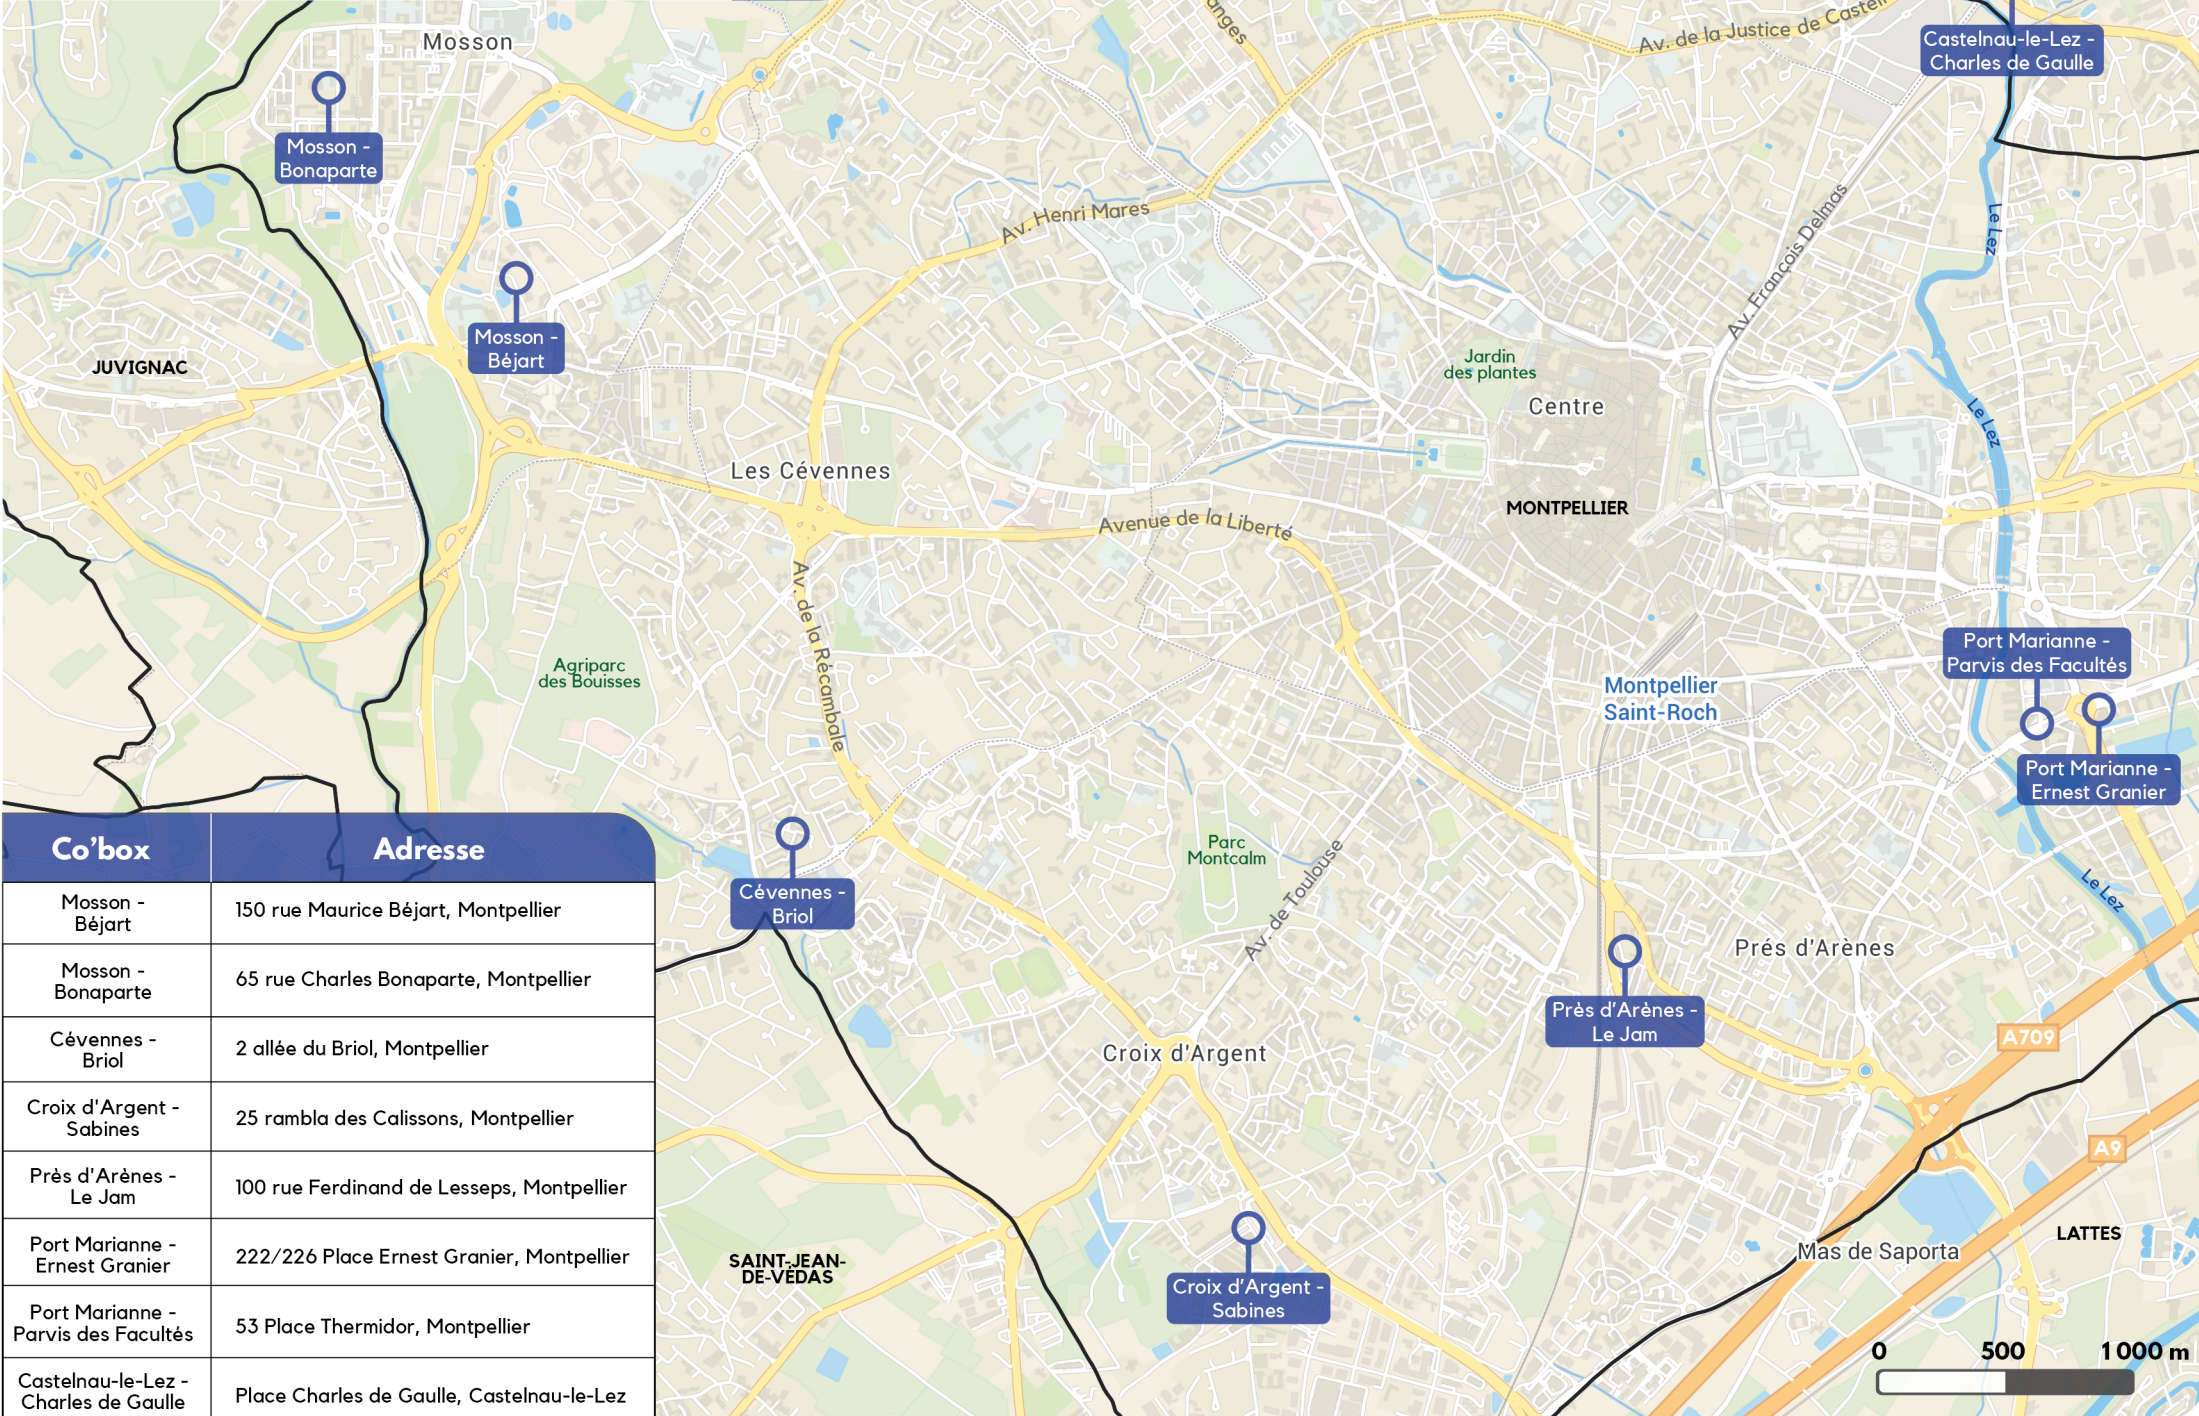 anges
Av. de la Justice de Castel
Mosson
Castelnau-le-Lez -
Charles de Gaulle
Mosson -
Bonaparte
Av. Henri Mares
Av. François Delmas
Le Lez
Mosson -
Béjart
JUVIGNAC
Jardin
des plantes
Centre
Le Lez
Les Cévennes
MONTPELLIER
Avenue de la Liberté
Av. de la Récambale
Agriparc
des Bouisses
Port Marianne -
Parvis des Facultés
Montpellier
Saint-Roch
Port Marianne -
Ernest Granier
Parc
Montcalm
Av. de Toulouse
Cévennes -
Briol
Le Lez
Prés d'Arènes
Près d'Arènes -
Le Jam
A709
Croix d'Argent
A9
LATTES
Mas de Saporta
SAINT-JEAN-
DE-VÉDAS
Croix d'Argent -
Sabines
0 500 1 000 m
Co'box Adresse
Mosson -
Béjart
150 rue Maurice Béjart, Montpellier
Mosson -
Bonaparte
65 rue Charles Bonaparte, Montpellier
Cévennes -
Briol
2 allée du Briol, Montpellier
Croix d'Argent -
Sabines
25 rambla des Calissons, Montpellier
Près d'Arènes -
Le Jam
100 rue Ferdinand de Lesseps, Montpellier
Port Marianne -
Ernest Granier
222/226 Place Ernest Granier, Montpellier
Port Marianne -
Parvis des Facultés
53 Place Thermidor, Montpellier
Castelnau-le-Lez -
Charles de Gaulle
Place Charles de Gaulle, Castelnau-le-Lez